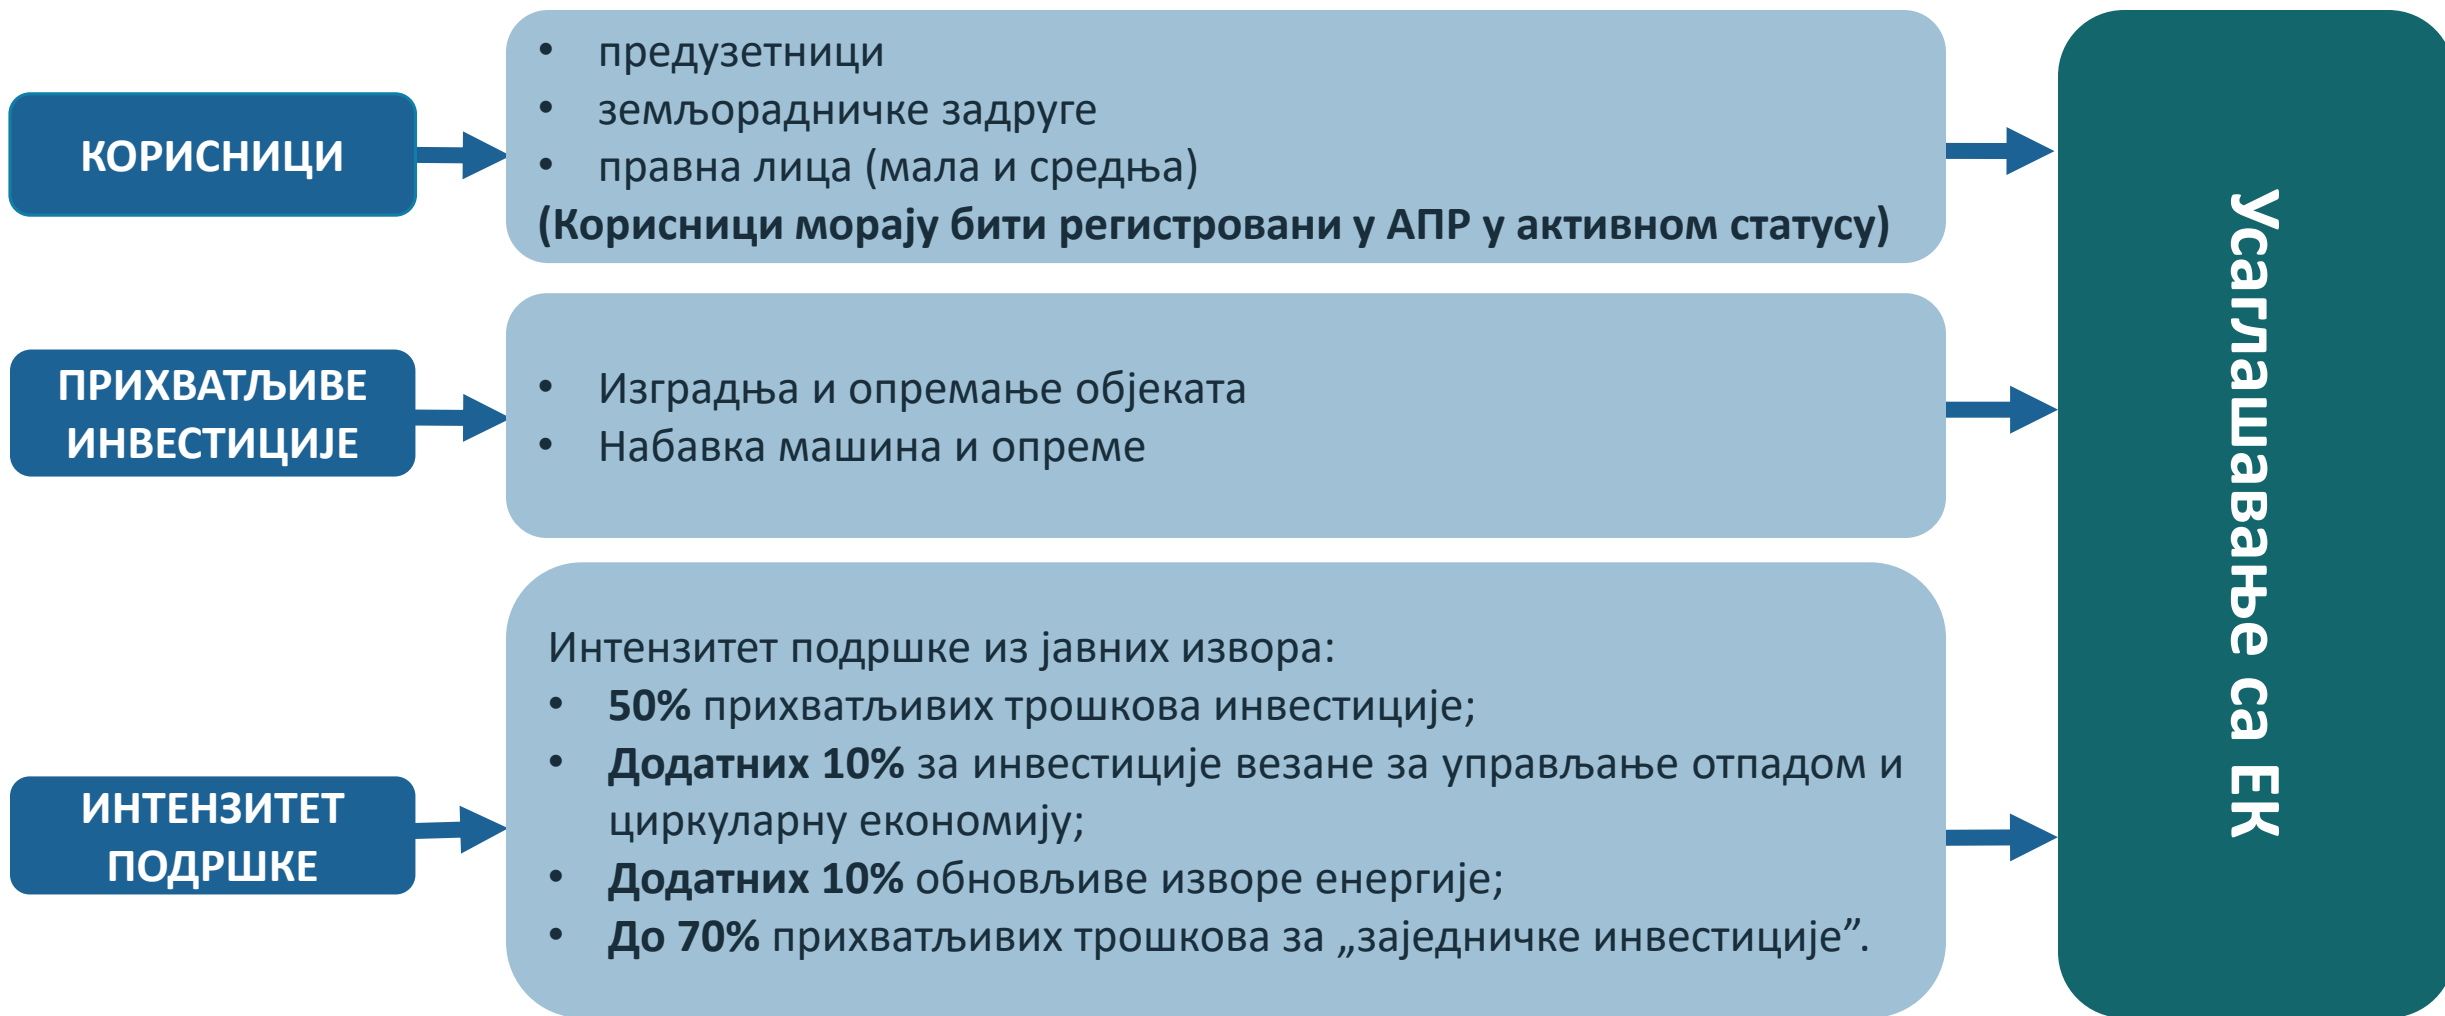 КОРИСНИЦИ
• предузетници
• земљорадничке задруге
• правна лица (мала и средња)
(Корисници морају бити регистровани у АПР у активном статусу)
ПРИХВАТЉИВЕ
ИНВЕСТИЦИЈЕ
• Изградња и опремање објеката
• Набавка машина и опреме
ИНТЕНЗИТЕТ
ПОДРШКЕ
Интензитет подршке из јавних извора:
• 50% прихватљивих трошкова инвестиције;
• Додатних 10% за инвестиције везане за управљање отпадом и
циркуларну економију;
• Додатних 10% обновљиве изворе енергије;
• До 70% прихватљивих трошкова за „заједничке инвестиције”.
Усаглашавање са ЕК